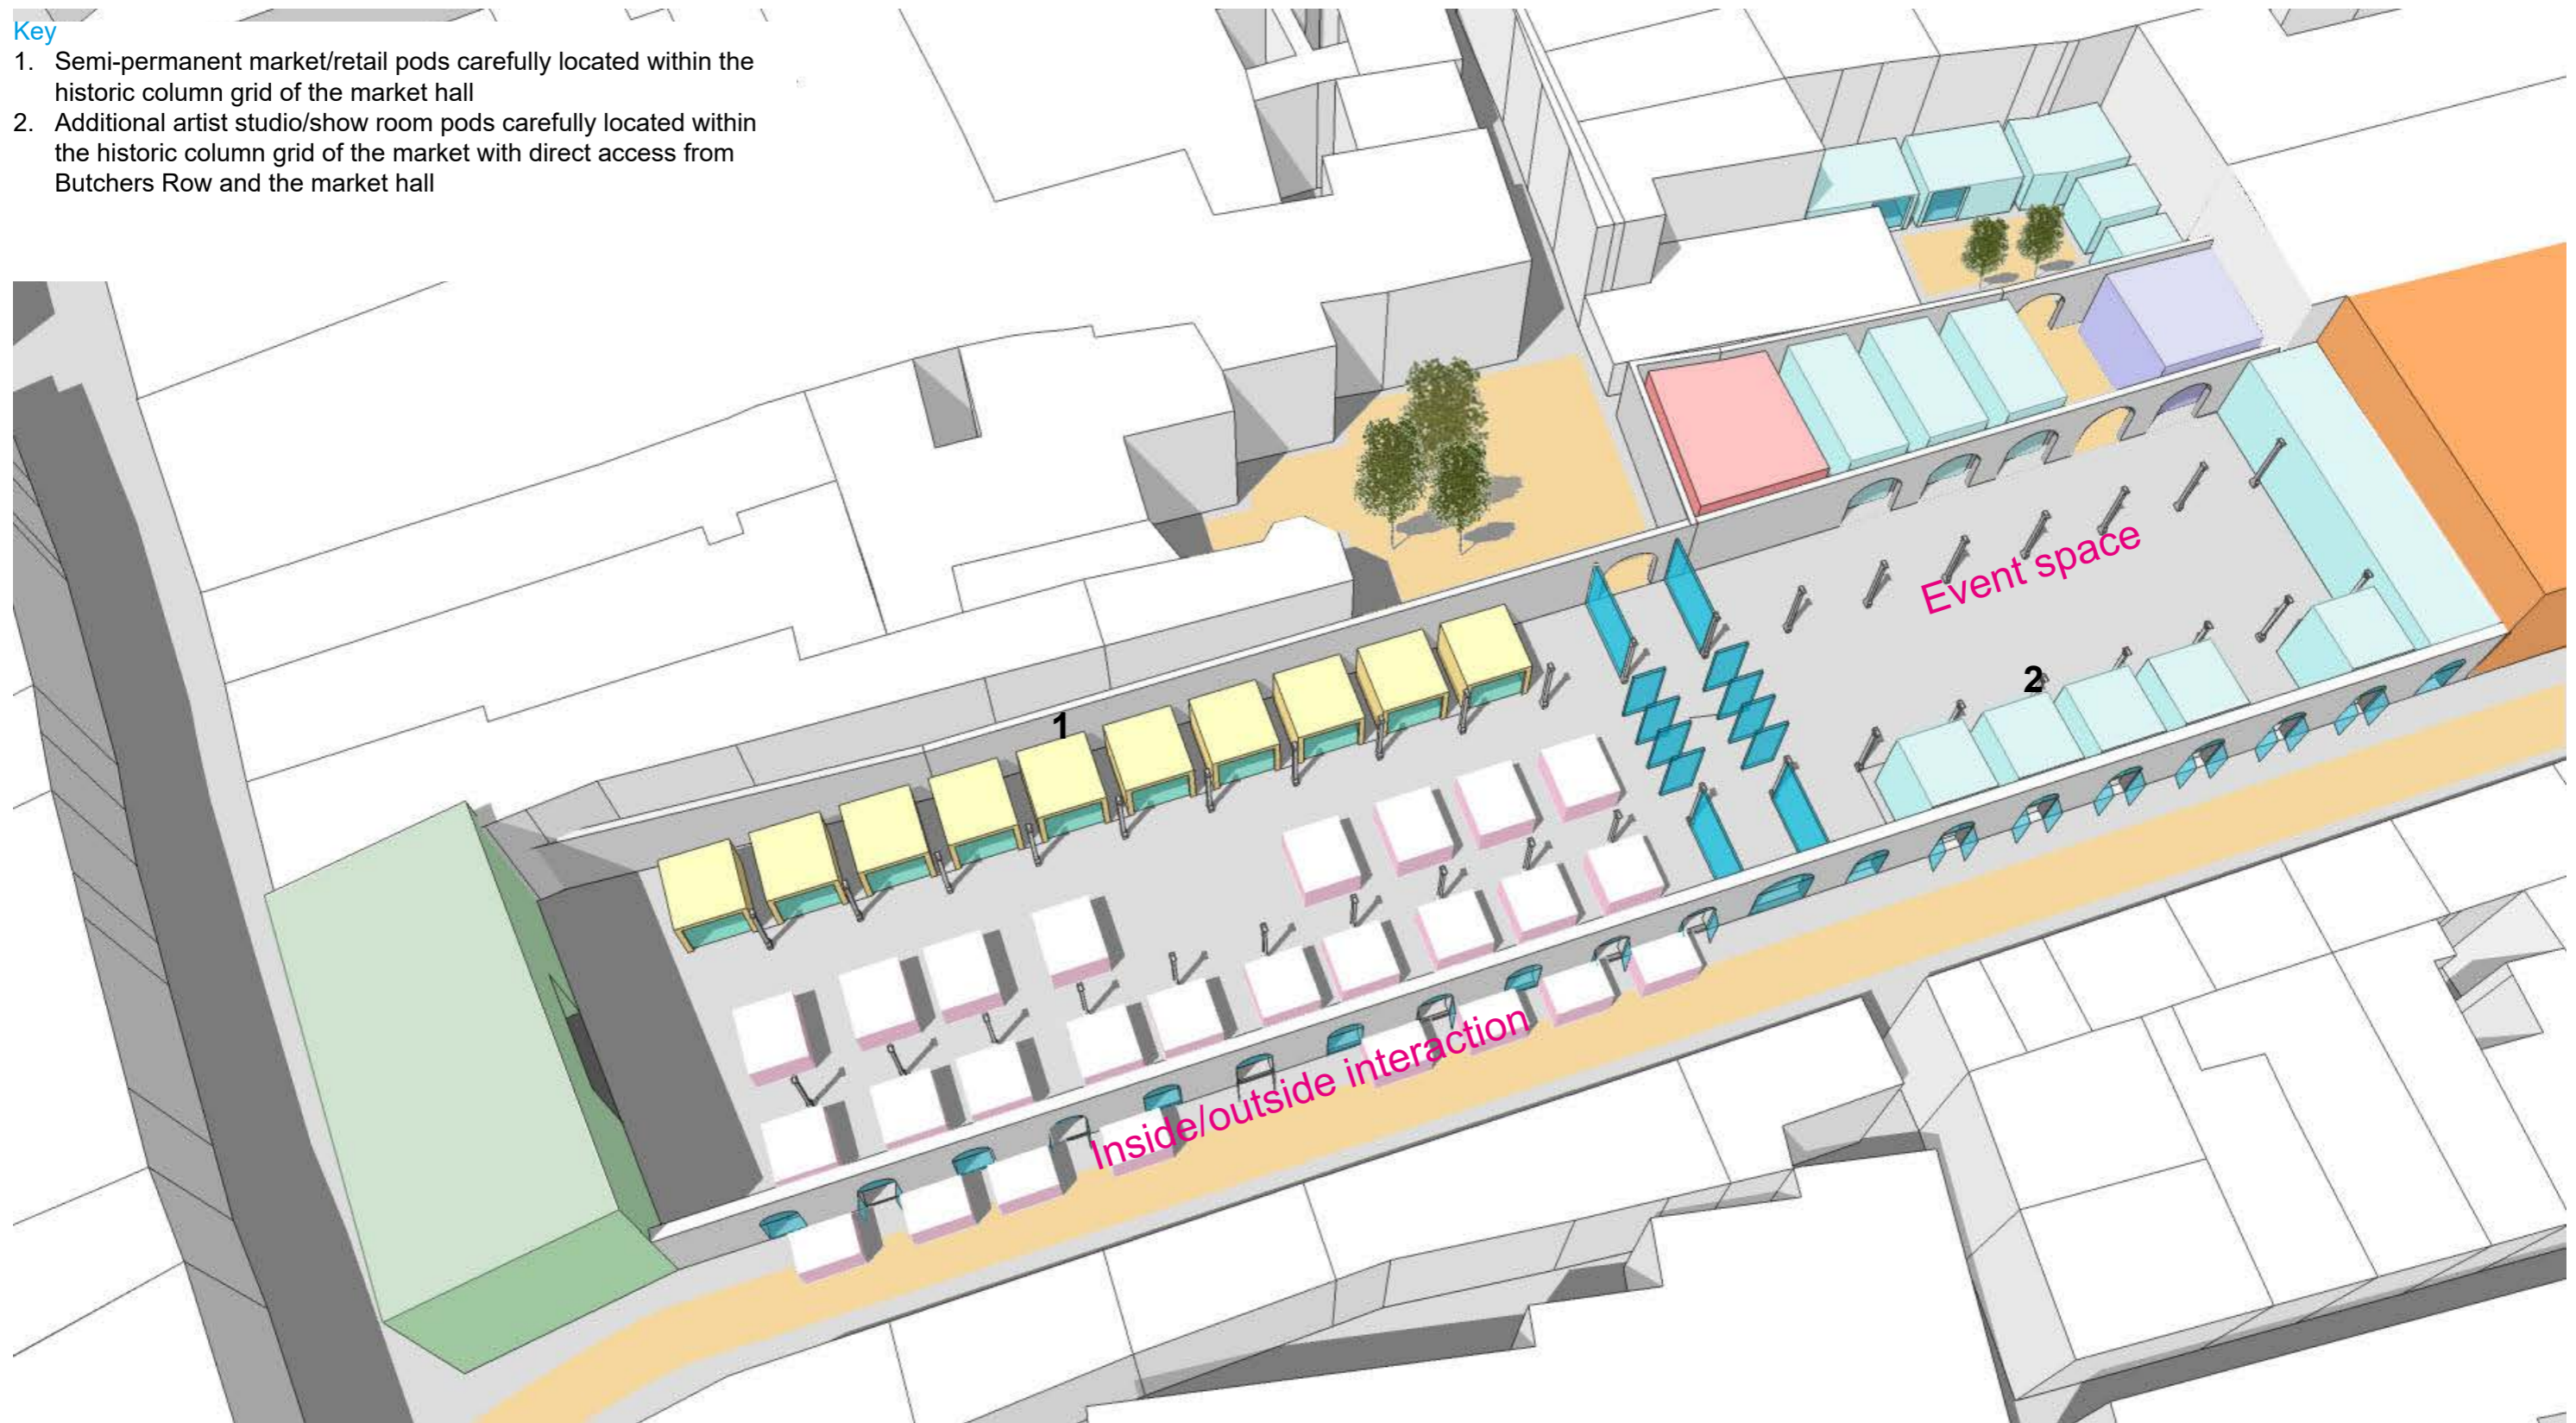 Key
1. Semi-permanent market/retail pods carefully located within the
historic column grid of the market hall
2. Additional artist studio/show room pods carefully located within
the historic column grid of the market with direct access from
Butchers Row and the market hall
Event space
2
1
Inside/outside interaction